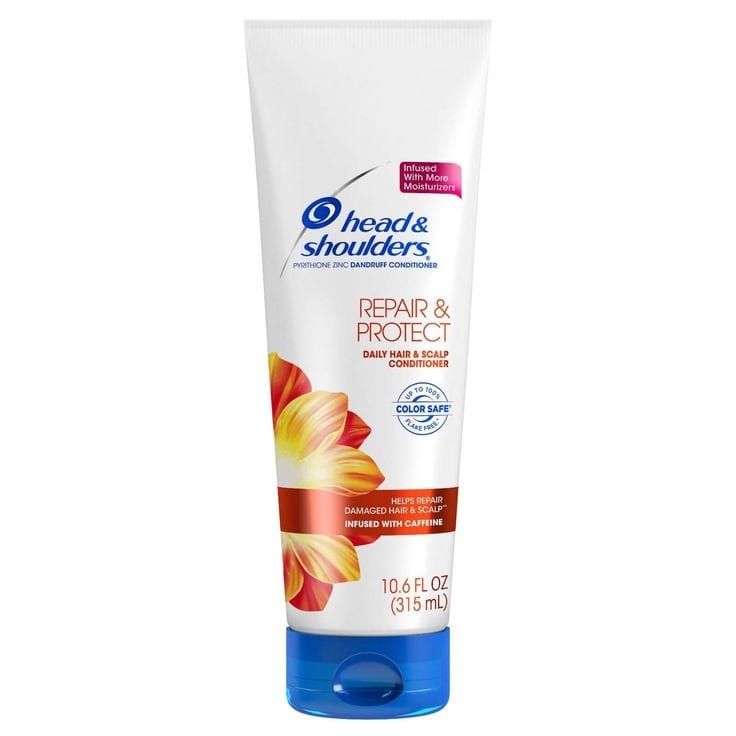 Infused
With More
Moisturizers
head &
shoulders®
PYRITHIONE ZINC DANDRUFF CONDITIONER
REPAIR &
PROTECT
DAILY HAIR & SCALP
CONDITIONER
UP TO 100%
COLOR SAFE†
FLAKE FREE*
HELPS REPAIR
DAMAGED HAIR & SCALP**
INFUSED WITH CAFFEINE
10.6 FL OZ
(315 mL)